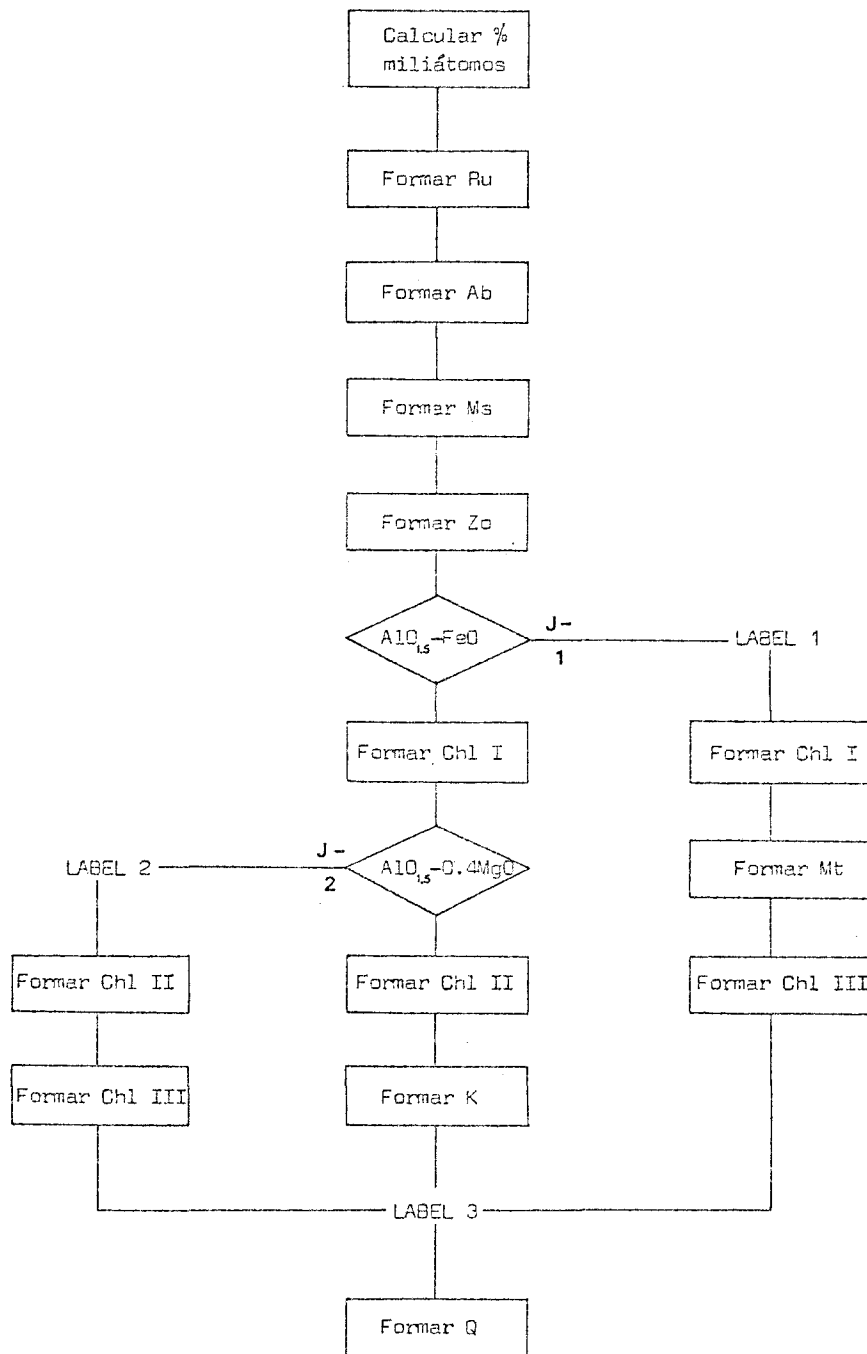 Calcular %
miliátomos
Formar Ru
Formar Ab
Formar Ms
Formar Zo
AlO1.5-FeO
J-
1
LABEL 1
Formar Chl I
Formar Chl I
AlO1.5-0.4MgO
J-
2
LABEL 2
Formar Mt
Formar Chl II
Formar Chl II
Formar Chl III
Formar Chl III
Formar K
LABEL 3
Formar Q